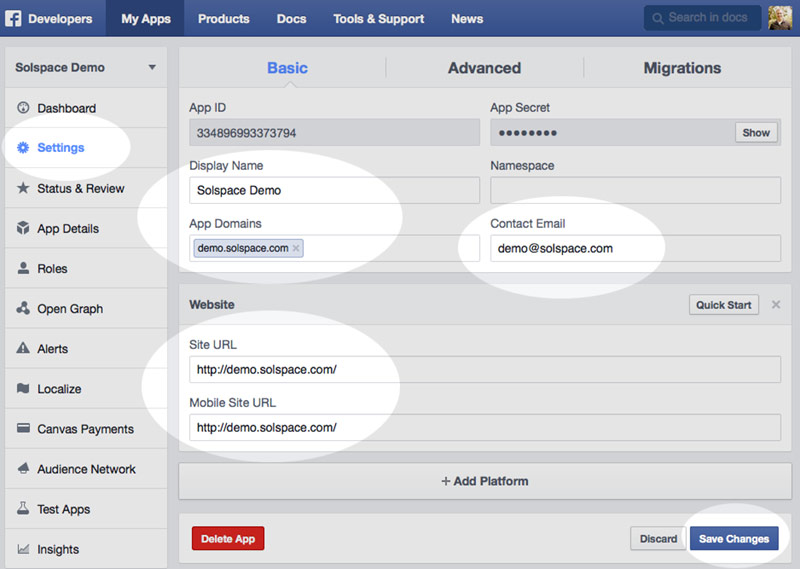 f Developers My Apps Products Docs Tools & Support News Search in docs
Solspace Demo
Dashboard
Settings
Status & Review
App Details
Roles
Open Graph
Alerts
Localize
Canvas Payments
Audience Network
Test Apps
Insights
Basic Advanced Migrations
App ID App Secret
334896993373794 ●●●●●●●● Show
Display Name Namespace
Solspace Demo
App Domains Contact Email
demo.solspace.com × demo@solspace.com
Website Quick Start ×
Site URL
http://demo.solspace.com/
Mobile Site URL
http://demo.solspace.com/
+ Add Platform
Delete App Discard Save Changes